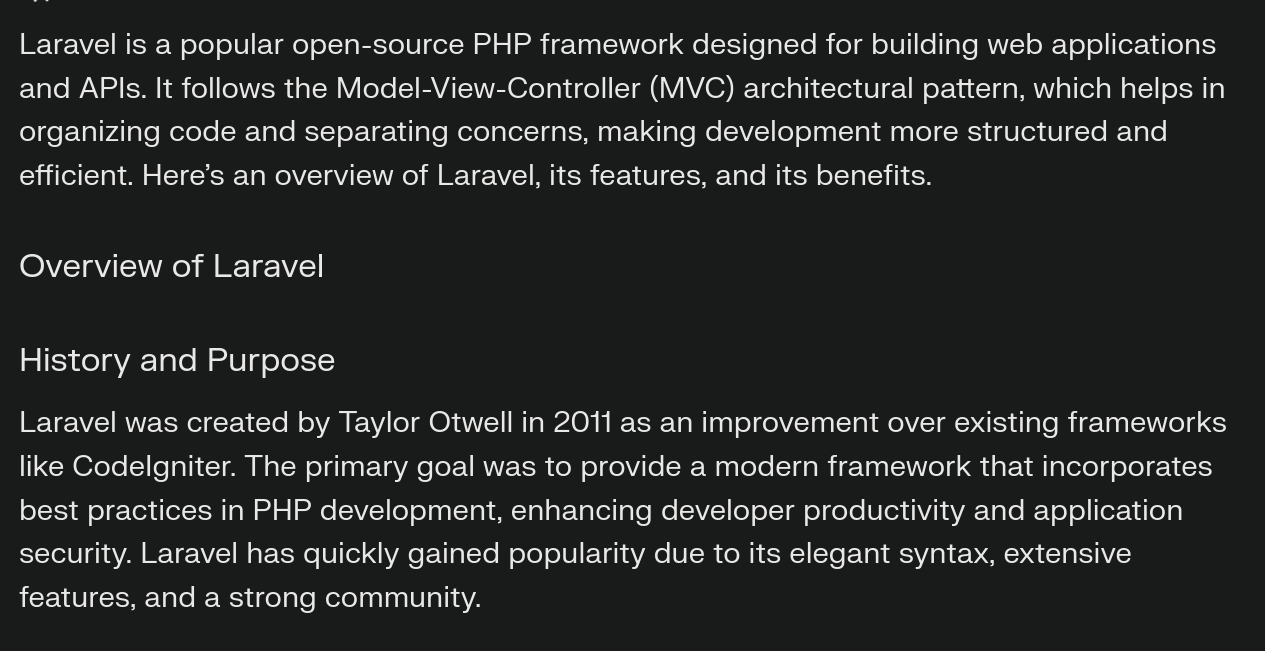 Laravel is a popular open-source PHP framework designed for building web applications
and APIs. It follows the Model-View-Controller (MVC) architectural pattern, which helps in
organizing code and separating concerns, making development more structured and
efficient. Here’s an overview of Laravel, its features, and its benefits.
Overview of Laravel
History and Purpose
Laravel was created by Taylor Otwell in 2011 as an improvement over existing frameworks
like CodeIgniter. The primary goal was to provide a modern framework that incorporates
best practices in PHP development, enhancing developer productivity and application
security. Laravel has quickly gained popularity due to its elegant syntax, extensive
features, and a strong community.